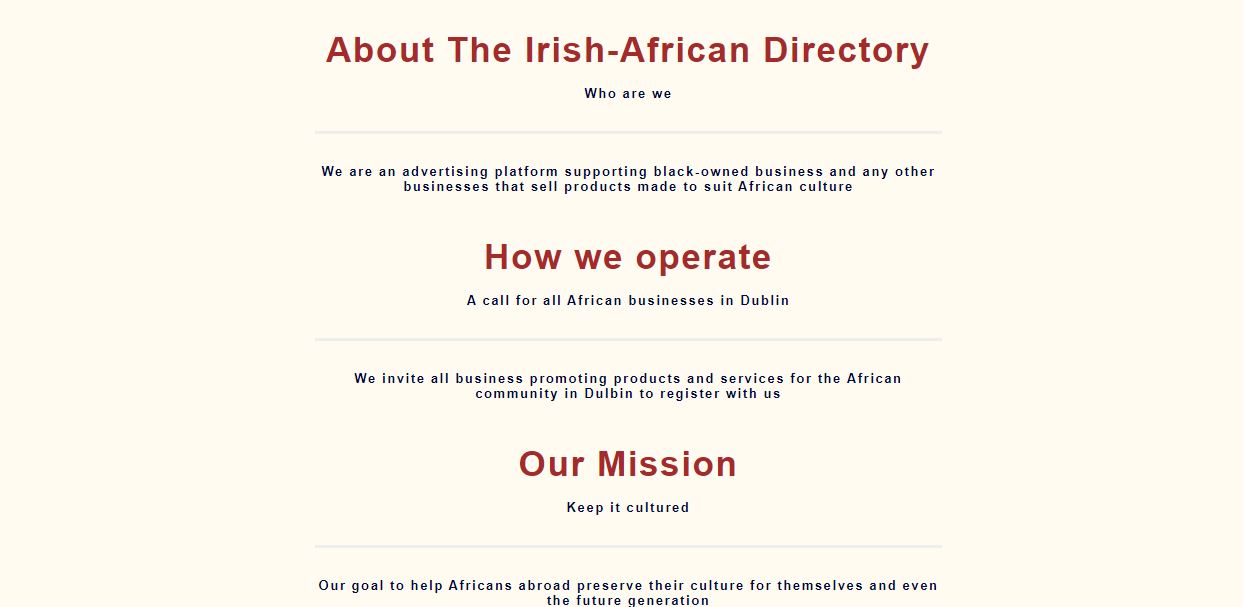 About The Irish-African Directory
Who are we
We are an advertising platform supporting black-owned business and any other
businesses that sell products made to suit African culture
How we operate
A call for all African businesses in Dublin
We invite all business promoting products and services for the African
community in Dulbin to register with us
Our Mission
Keep it cultured
Our goal to help Africans abroad preserve their culture for themselves and even
the future generation